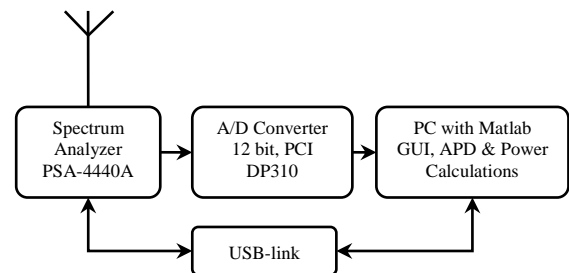 Spectrum
Analyzer
PSA-4440A
A/D Converter
12 bit, PCI
DP310
PC with Matlab
GUI, APD & Power
Calculations
USB-link